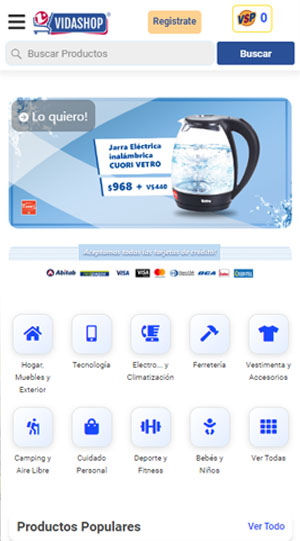 VIDASHOP
Registrate
VSP 0
Buscar Productos
Buscar
Lo quiero!
Jarra Eléctrica
inalámbrica
CUORI VETRO
$968 + VS440
Aceptamos todas las tarjetas de crédito!
Abitab VISA VISA OCA
Hogar, Muebles y Exterior
Tecnología
Electro... y Climatización
Ferretería
Vestimenta y Accesorios
Camping y Aire Libre
Cuidado Personal
Deporte y Fitness
Bebés y Niños
Ver Todas
Productos Populares
Ver Todo